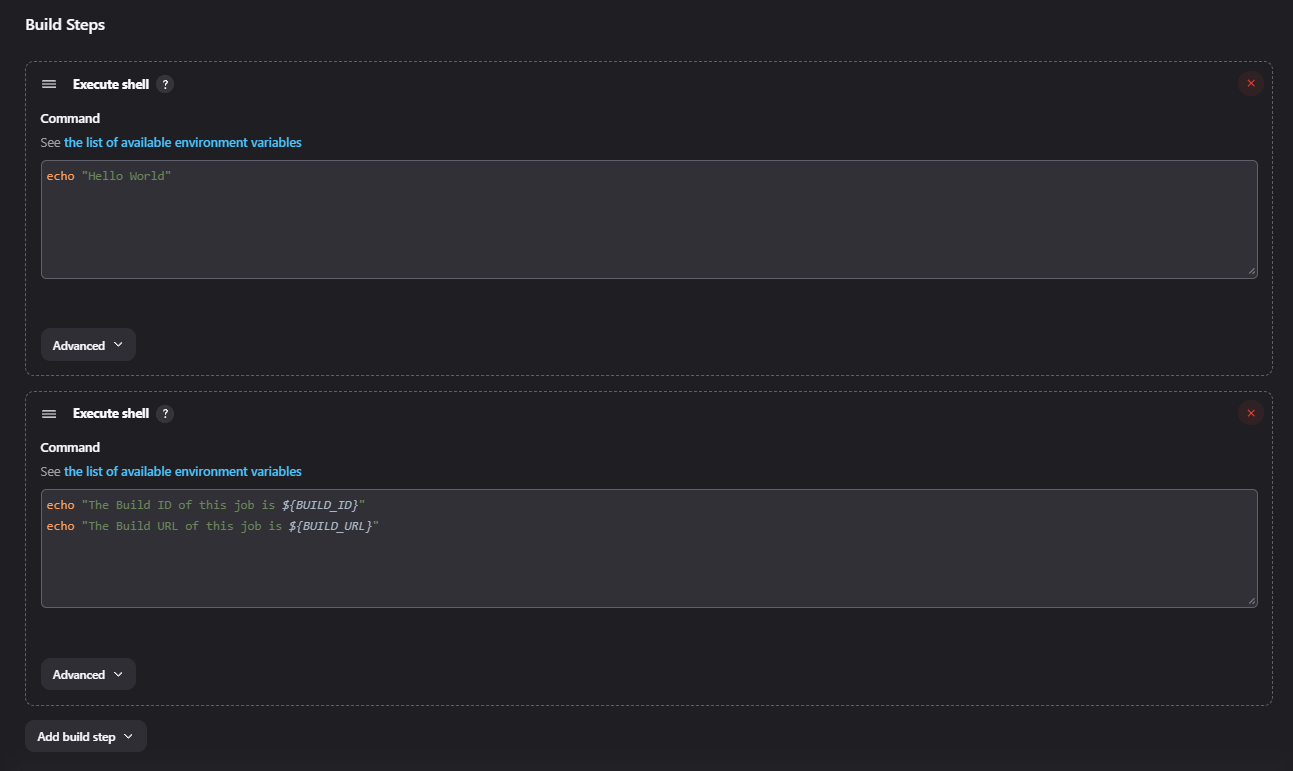 Build Steps
Execute shell ?
Command
See the list of available environment variables
echo "Hello World"
Advanced
Execute shell ?
Command
See the list of available environment variables
echo "The Build ID of this job is ${BUILD_ID}"
echo "The Build URL of this job is ${BUILD_URL}"
Advanced
Add build step